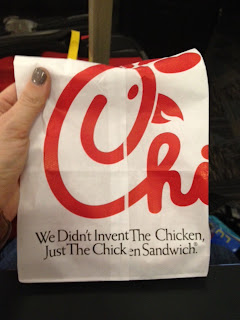 Chi
We Didn't Invent The Chicken,
Just The Chicken Sandwich.®